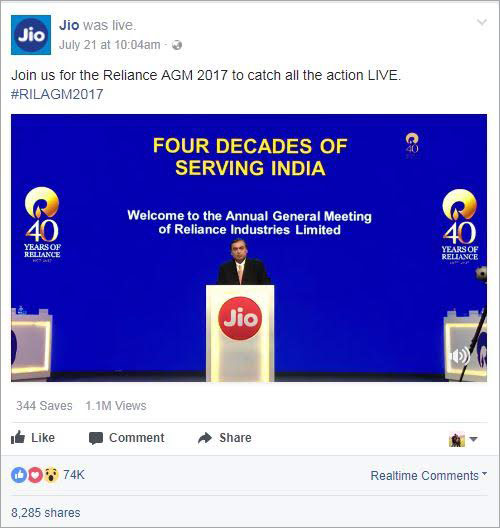 Jio
Jio was live.
July 21 at 10:04am ·
Join us for the Reliance AGM 2017 to catch all the action LIVE.
#RILAGM2017
FOUR DECADES OF
SERVING INDIA
40
Welcome to the Annual General Meeting
of Reliance Industries Limited
40
YEARS OF
RELIANCE
40
YEARS OF
RELIANCE
Jio
344 Saves 1.1M Views
Like Comment Share
74K Realtime Comments
8,285 shares